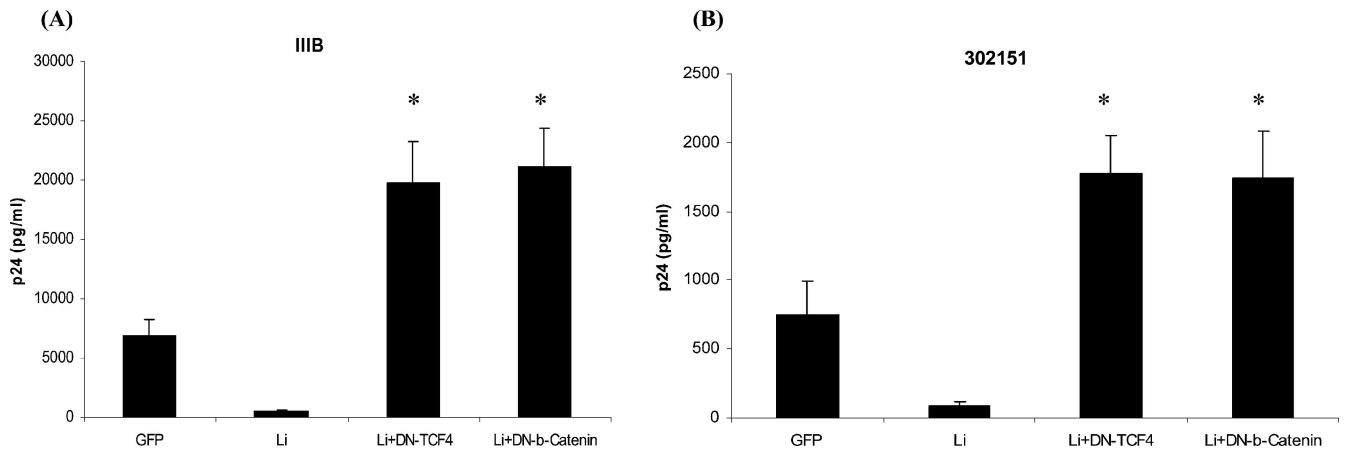 (A)
IIIB
p24 (pg/ml)
30000
25000
20000
15000
10000
5000
0
*
*
GFP
Li
Li+DN-TCF4
Li+DN-b-Catenin
(B)
302151
p24 (pg/ml)
2500
2000
1500
1000
500
0
*
*
GFP
Li
Li+DN-TCF4
Li+DN-b-Catenin